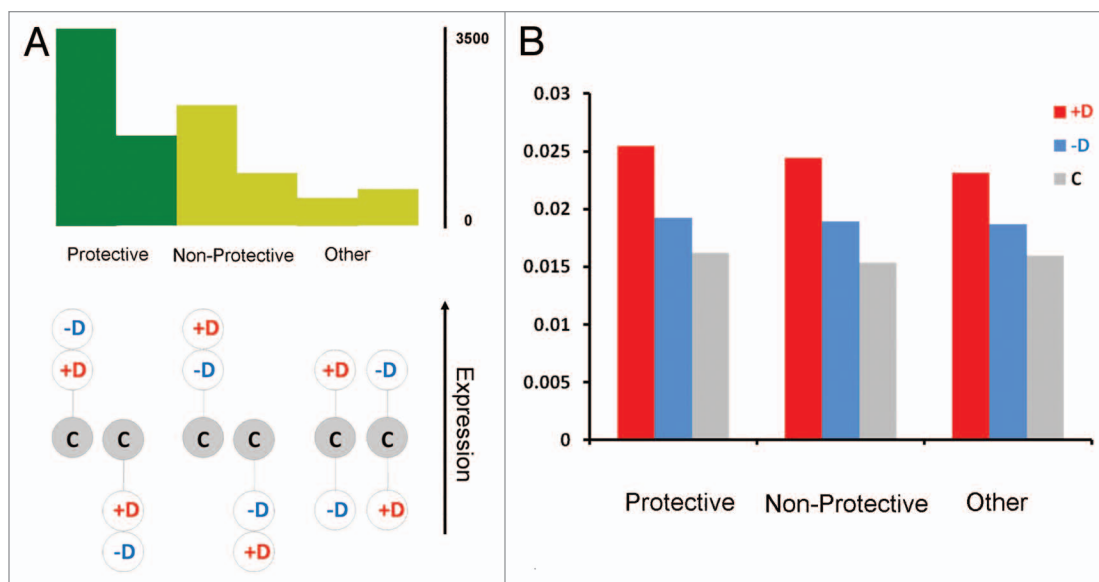 A
3500
0
Protective
Non-Protective
Other
-D
+D
+D
-D
+D
-D
C
C
C
C
C
+D
-D
-D
+D
-D
+D
Expression
B
0.03
0.025
0.02
0.015
0.01
0.005
0
+D
-D
C
Protective
Non-Protective
Other